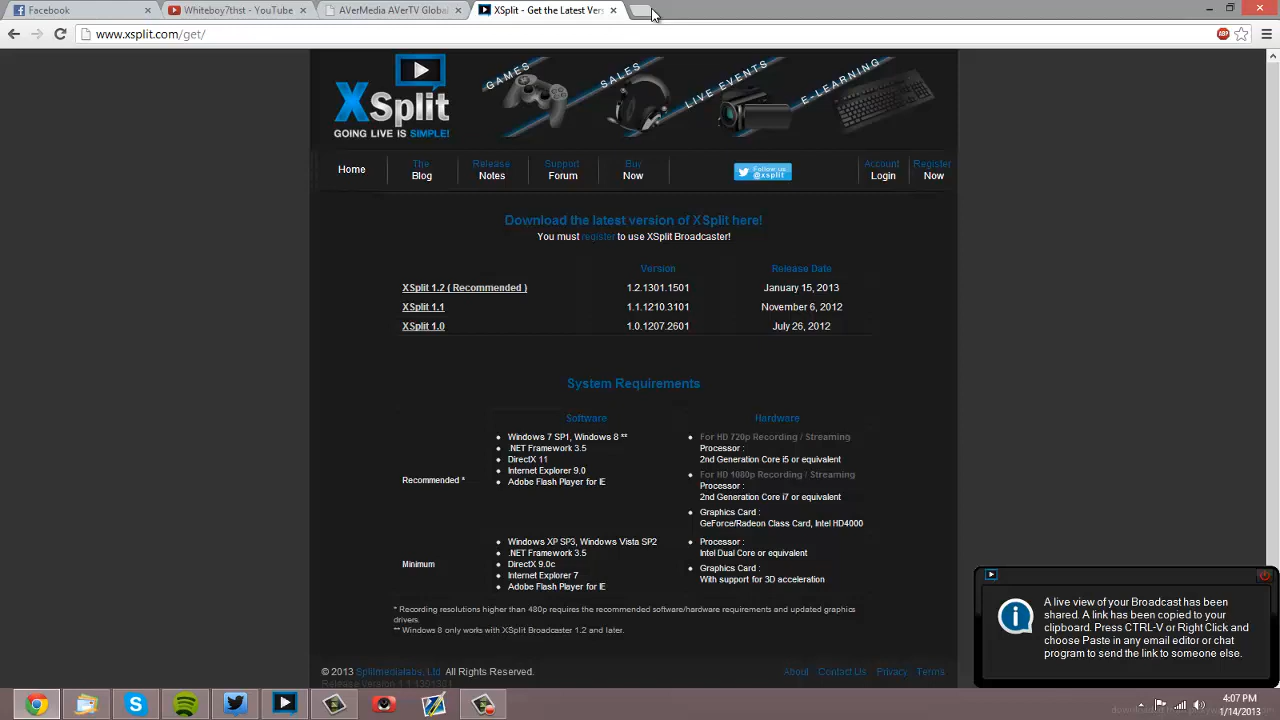 Facebook
Whiteboy7thst - YouTube
AVerMedia AVerTV Global
XSplit - Get the Latest Vers
www.xsplit.com/get/
ABP
GAMES
SALES
LIVE EVENTS
E-LEARNING
XSplit
GOING LIVE IS SIMPLE!
Home
The Blog
Release Notes
Support Forum
Buy Now
Follow us @xsplit
Account Login
Register Now
Download the latest version of XSplit here!
You must register to use XSplit Broadcaster!
Version Release Date
XSplit 1.2 ( Recommended ) 1.2.1301.1501 January 15, 2013
XSplit 1.1 1.1.1210.3101 November 6, 2012
XSplit 1.0 1.0.1207.2601 July 26, 2012
System Requirements
Software Hardware
Recommended *
Windows 7 SP1, Windows 8 **
.NET Framework 3.5
DirectX 11
Internet Explorer 9.0
Adobe Flash Player for IE
For HD 720p Recording / Streaming
Processor :
2nd Generation Core i5 or equivalent
For HD 1080p Recording / Streaming
Processor :
2nd Generation Core i7 or equivalent
Graphics Card :
GeForce/Radeon Class Card, Intel HD4000
Minimum
Windows XP SP3, Windows Vista SP2
.NET Framework 3.5
DirectX 9.0c
Internet Explorer 7
Adobe Flash Player for IE
Processor :
Intel Dual Core or equivalent
Graphics Card :
With support for 3D acceleration
* Recording resolutions higher than 480p requires the recommended software/hardware requirements and updated graphics
drivers.
** Windows 8 only works with XSplit Broadcaster 1.2 and later.
© 2013 Splitmedialabs, Ltd. All Rights Reserved.
About Contact Us Privacy Terms
A live view of your Broadcast has been
shared. A link has been copied to your
clipboard. Press CTRL-V or Right Click and
choose Paste in any email editor or chat
program to send the link to someone else.
4:07 PM
1/14/2013